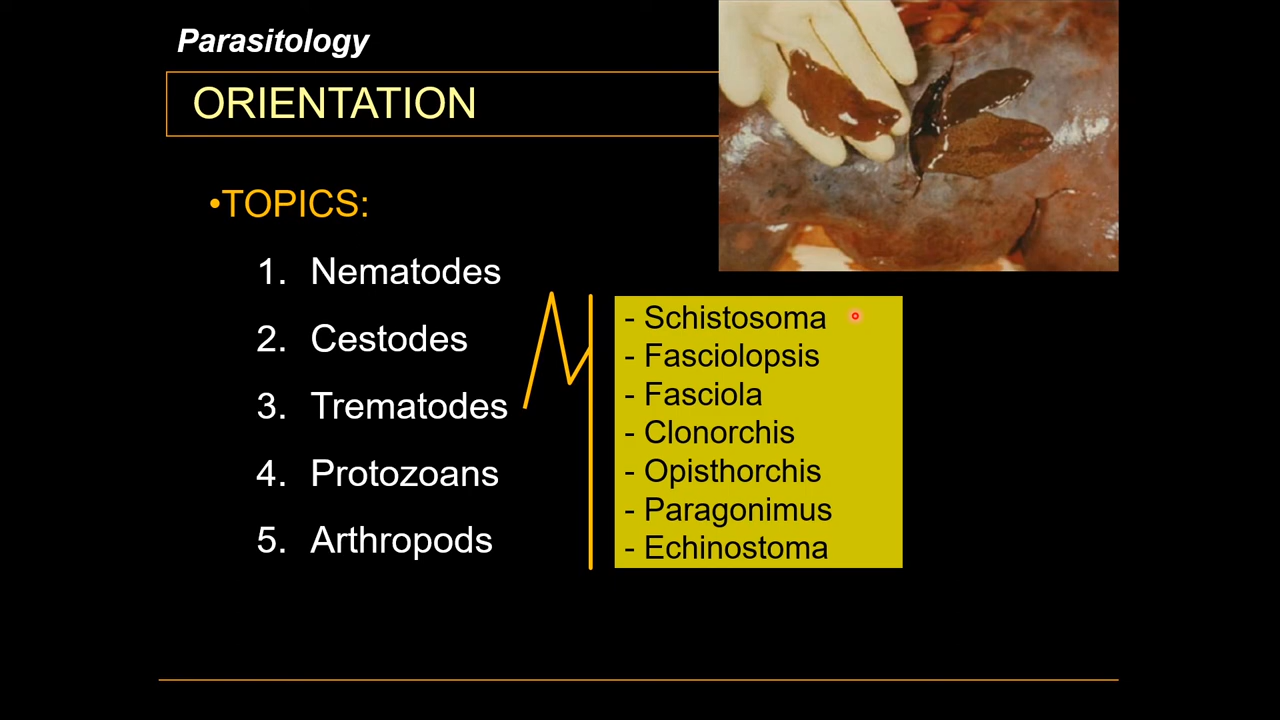 Parasitology
ORIENTATION
•TOPICS:
1. Nematodes
2. Cestodes
3. Trematodes
4. Protozoans
5. Arthropods
- Schistosoma
- Fasciolopsis
- Fasciola
- Clonorchis
- Opisthorchis
- Paragonimus
- Echinostoma